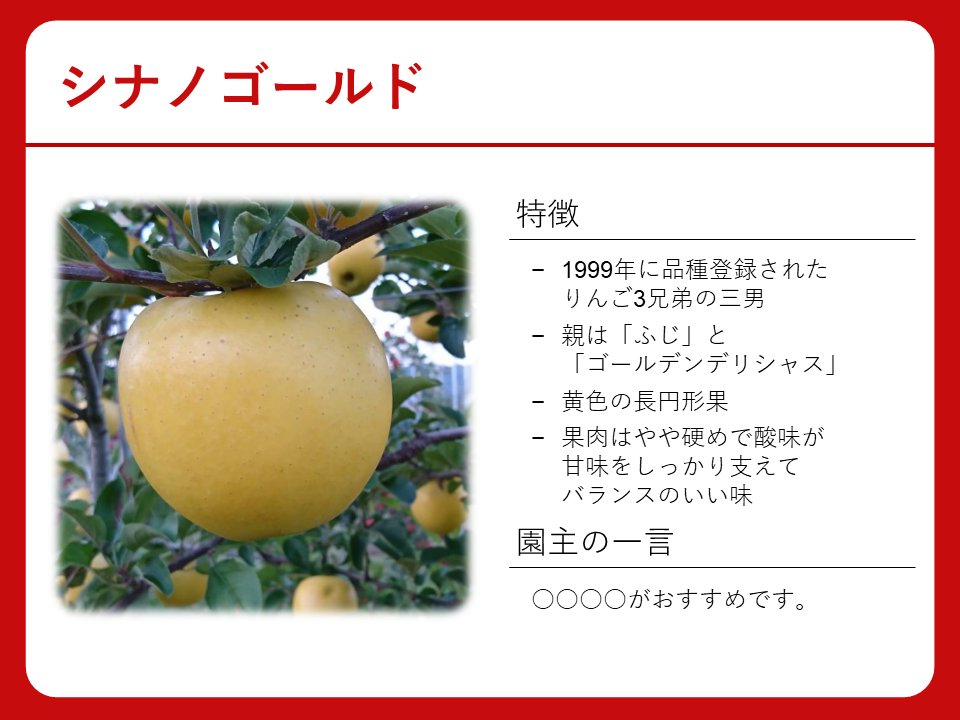 シナノゴールド
特徴
– 1999年に品種登録された
りんご3兄弟の三男
– 親は「ふじ」と
「ゴールデンデリシャス」
– 黄色の長円形果
– 果肉はやや硬めで酸味が
甘味をしっかり支えて
バランスのいい味
園主の一言
〇〇〇〇がおすすめです。